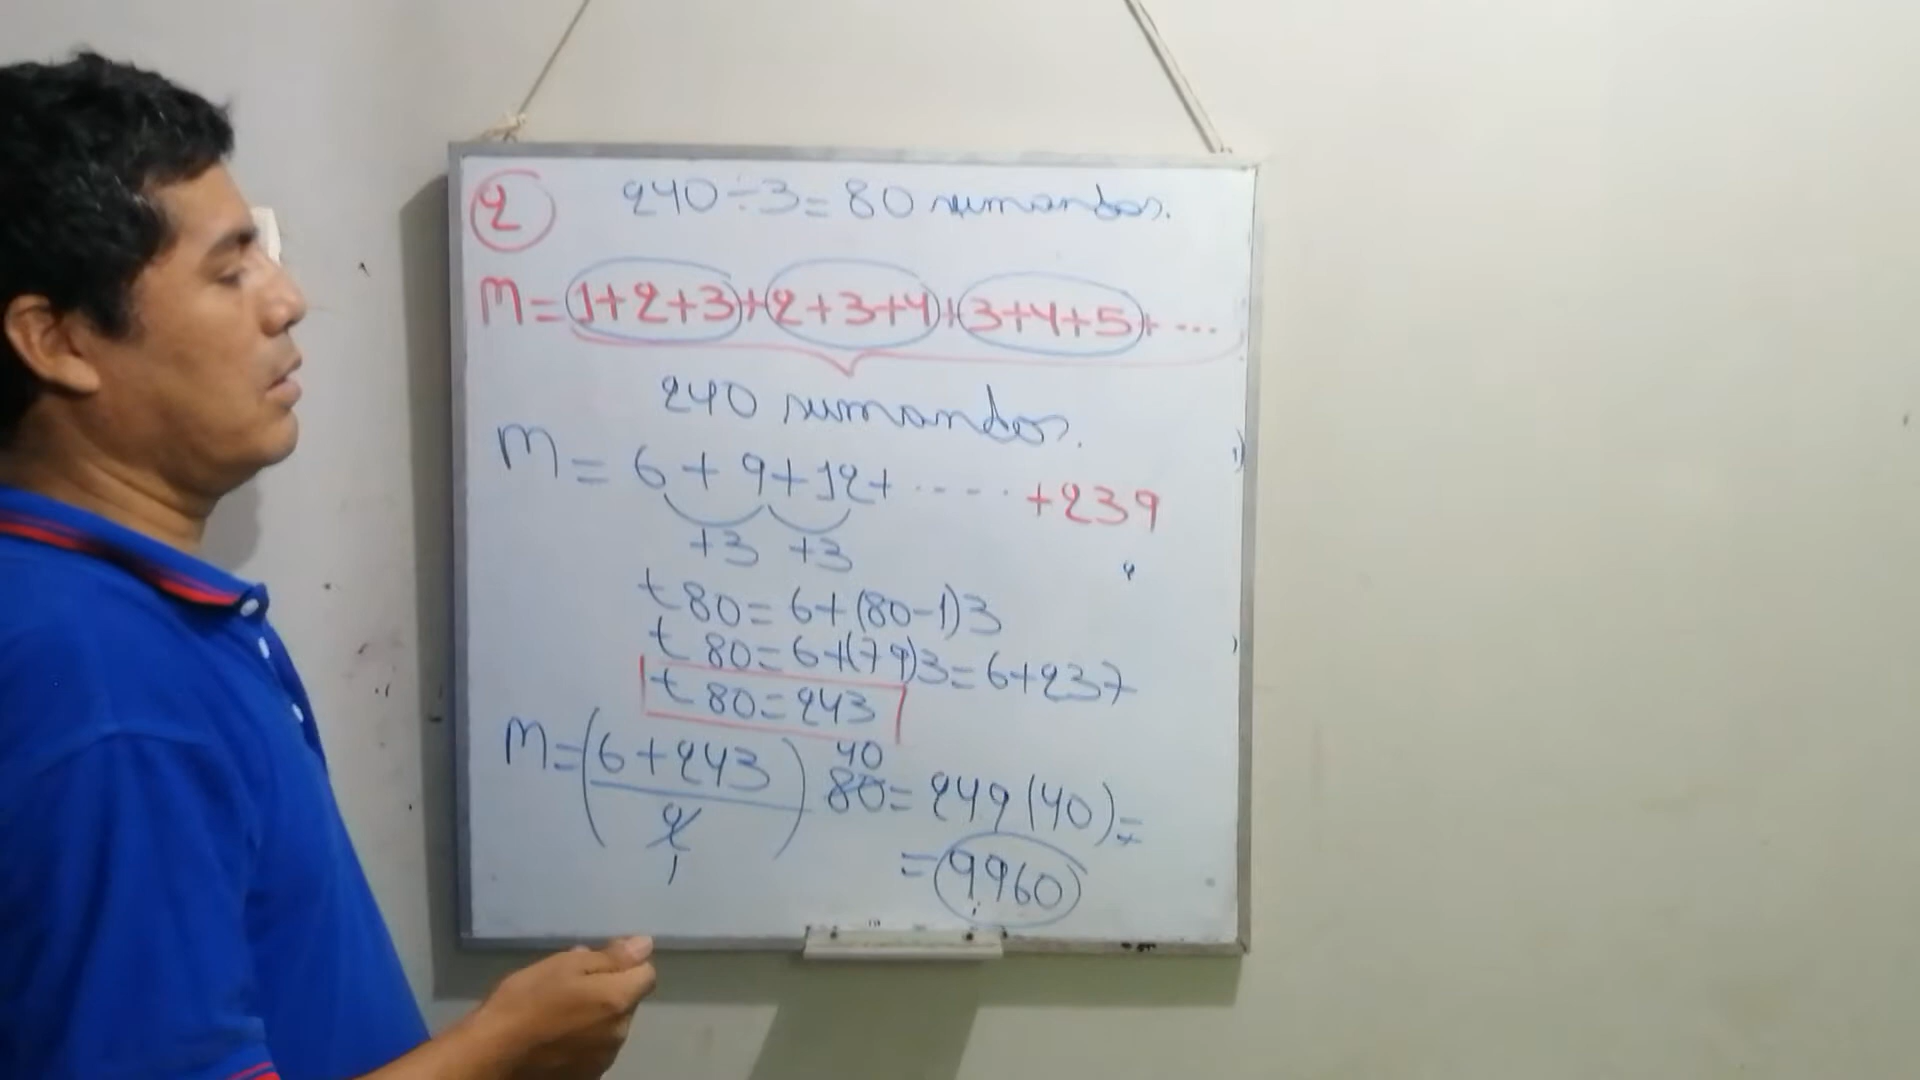 2 240÷3=80 sumandos.
M=(1+2+3)+(2+3+4)+(3+4+5)+...
240 sumandos.
M = 6 + 9 + 12 + ..... +239
+3 +3
t80=6+(80-1)3
t80=6+(79)3=6+237
t80=243
40
M=(6+243/2) 80=249(40)=
1
=9960